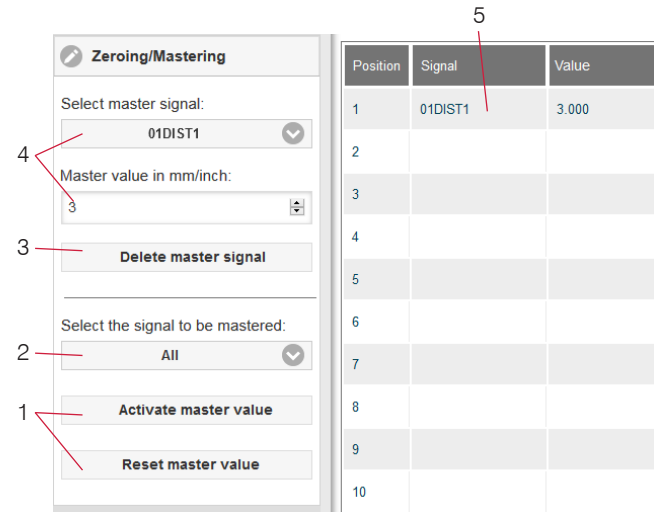 5
Zeroing/Mastering
Position Signal Value
Select master signal:
1 01DIST1 3.000
01DIST1
2
4
Master value in mm/inch:
3
3
4
3
Delete master signal
5
Select the signal to be mastered:
6
2
All
7
1
Activate master value
8
9
Reset master value
10